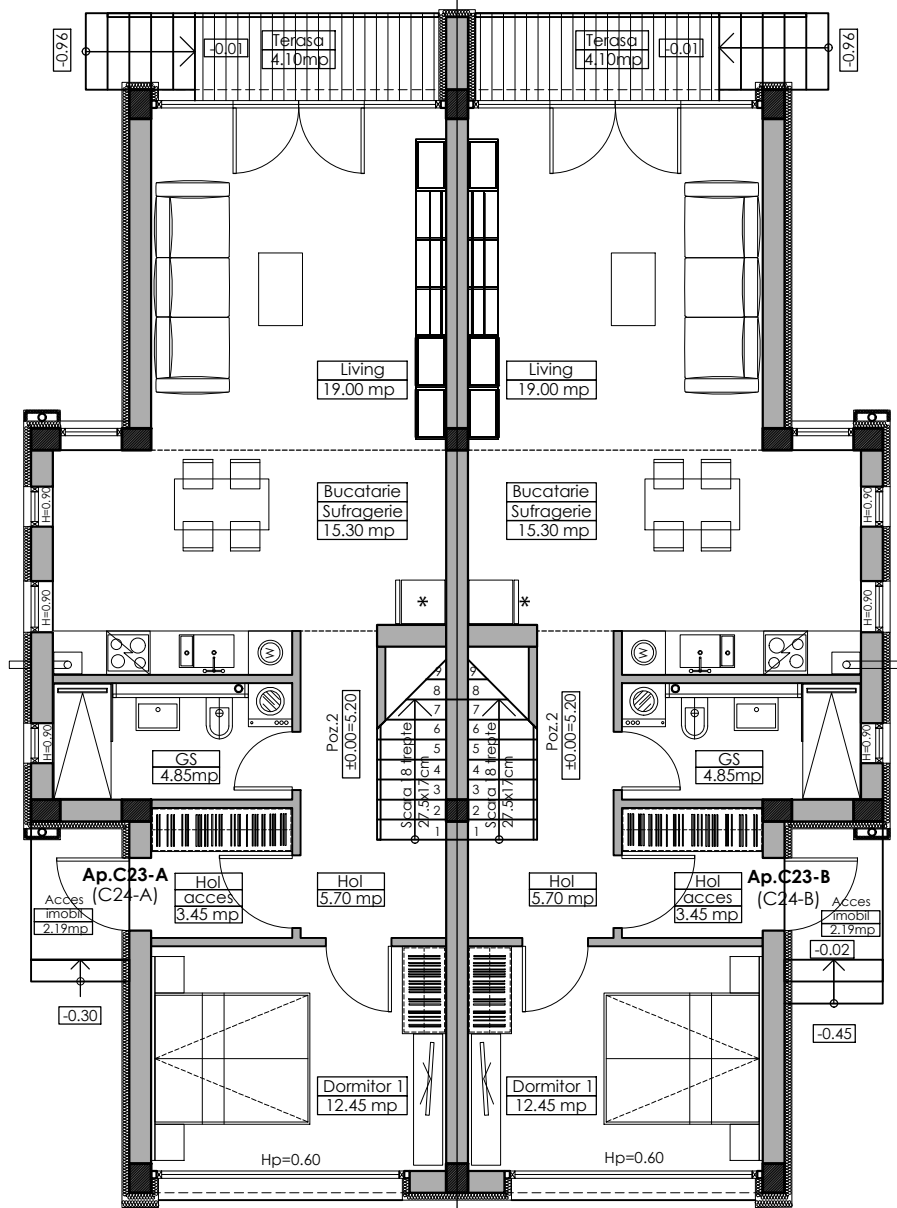 -0.96
-0.01
Terasa
4.10mp
Terasa
4.10mp
-0.01
-0.96
Living
19.00 mp
Living
19.00 mp
Bucatarie
Sufragerie
15.30 mp
Bucatarie
Sufragerie
15.30 mp
H=0.90
H=0.90
H=0.90
H=0.90
*
*
W
W
Poz.2
±0.00=5.20
Scara 18 trepte
27.5x17cm
9
8
7
6
5
4
3
2
1
9
8
7
6
5
4
3
2
1
Scara 18 trepte
27.5x17cm
Poz.2
±0.00=5.20
H=0.90
GS
4.85mp
GS
4.85mp
H=0.90
Ap.C23-A
(C24-A)
Hol
acces
3.45 mp
Hol
5.70 mp
Hol
5.70 mp
Hol
acces
3.45 mp
Ap.C23-B
(C24-B)
Acces
imobil
2.19mp
Acces
imobil
2.19mp
-0.02
-0.30
-0.45
Dormitor 1
12.45 mp
Dormitor 1
12.45 mp
Hp=0.60
Hp=0.60